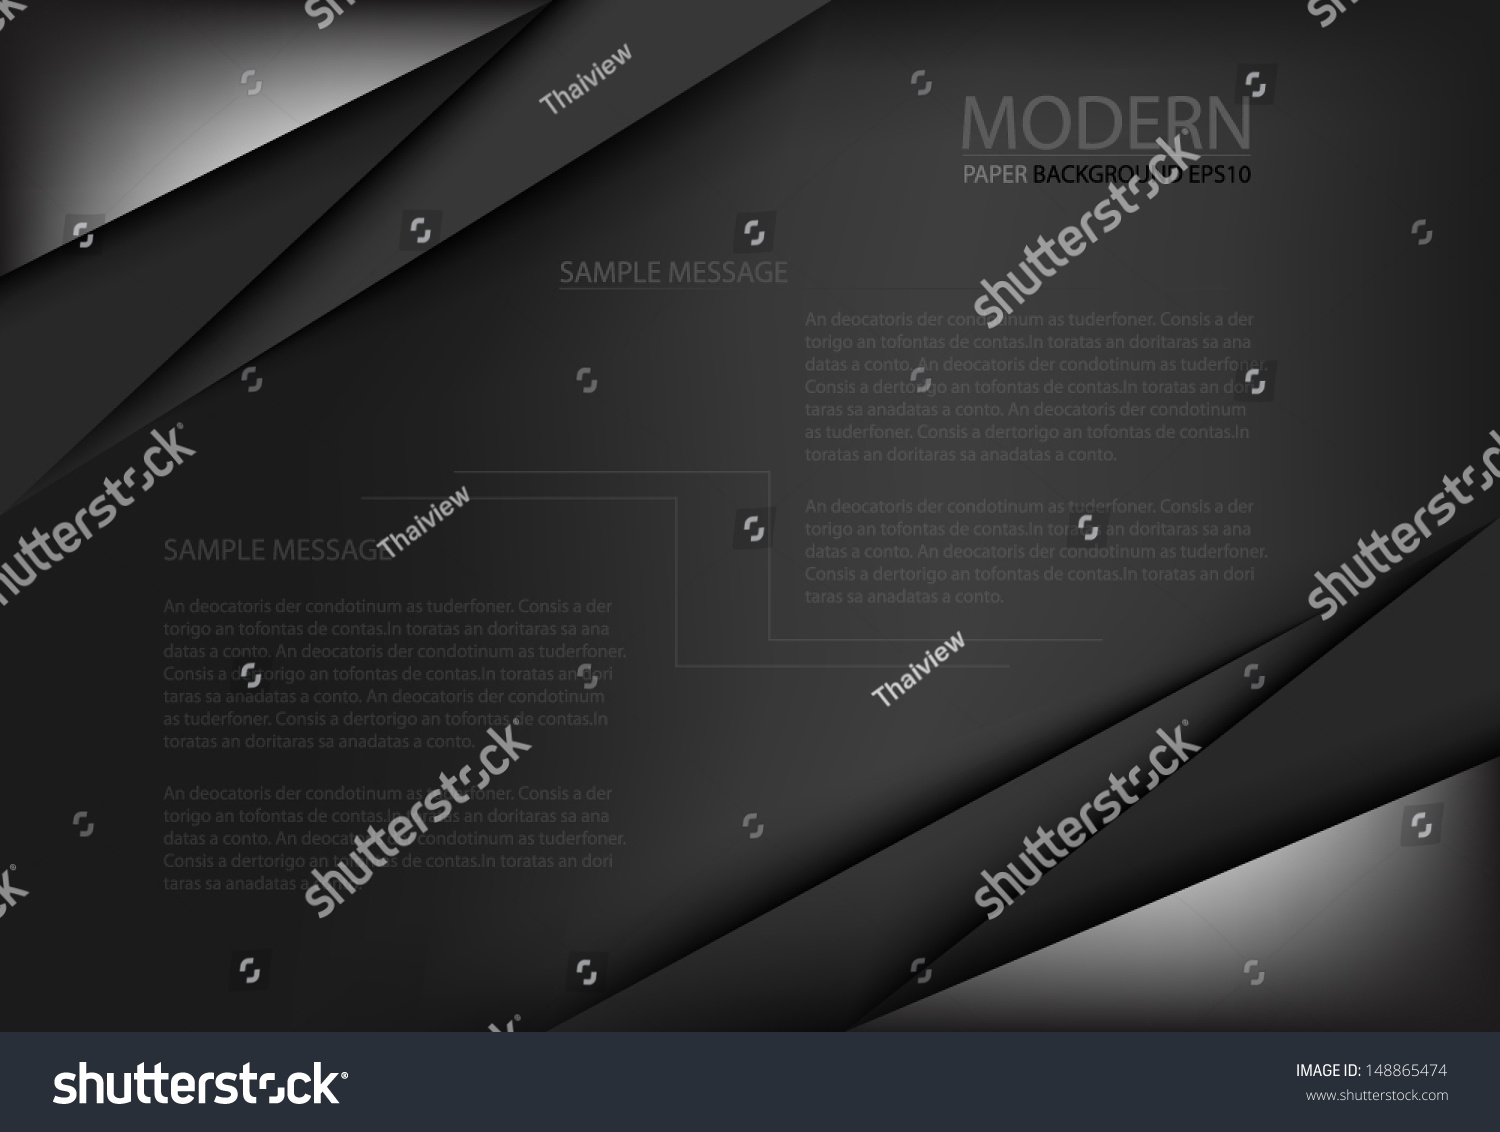 MODERN
PAPER BACKGROUND EPS10
SAMPLE MESSAGE
An deocatoris der condotinum as tuderfoner. Consis a der
torigo an tofontas de contas.In toratas an doritaras sa ana
datas a conto. An deocatoris der condotinum as tuderfoner.
Consis a dertorigo an tofontas de contas.In toratas an dori
taras sa anadatas a conto. An deocatoris der condotinum
as tuderfoner. Consis a dertorigo an tofontas de contas.In
toratas an doritaras sa anadatas a conto.
An deocatoris der condotinum as tuderfoner. Consis a der
torigo an tofontas de contas.In toratas an doritaras sa ana
datas a conto. An deocatoris der condotinum as tuderfoner.
Consis a dertorigo an tofontas de contas.In toratas an dori
taras sa anadatas a conto.
SAMPLE MESSAGE
An deocatoris der condotinum as tuderfoner. Consis a der
torigo an tofontas de contas.In toratas an doritaras sa ana
datas a conto. An deocatoris der condotinum as tuderfoner.
Consis a dertorigo an tofontas de contas.In toratas an dori
taras sa anadatas a conto. An deocatoris der condotinum
as tuderfoner. Consis a dertorigo an tofontas de contas.In
toratas an doritaras sa anadatas a conto.
An deocatoris der condotinum as tuderfoner. Consis a der
torigo an tofontas de contas.In toratas an doritaras sa ana
datas a conto. An deocatoris der condotinum as tuderfoner.
Consis a dertorigo an tofontas de contas.In toratas an dori
taras sa anadatas a conto.
Thaiview
Thaiview
Thaiview
shutterstock
shutterstock
shutterstock
shutterstock
shutterstock
shutterstock
IMAGE ID: 148865474
www.shutterstock.com